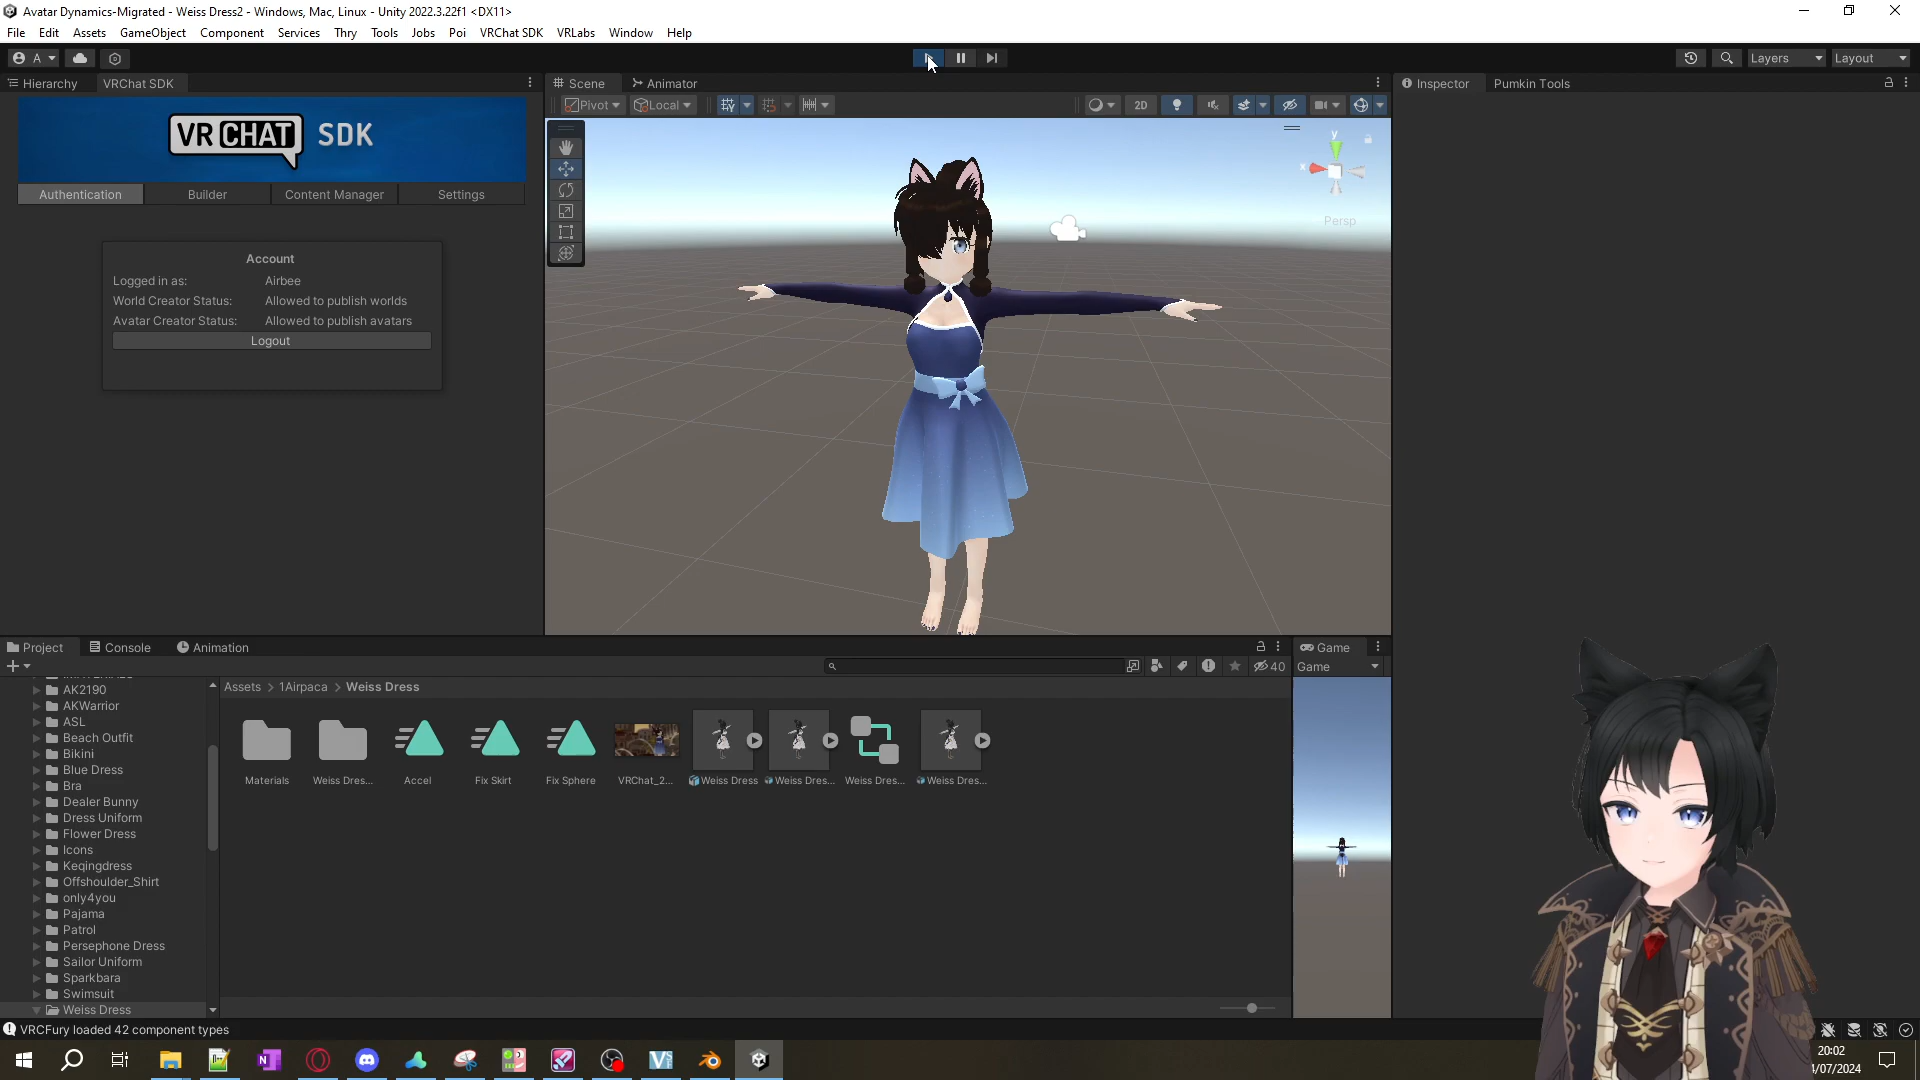 Avatar Dynamics-Migrated - Weiss Dress2 - Windows, Mac, Linux - Unity 2022.3.22f1 <DX11>
File Edit Assets GameObject Component Services Thry Tools Jobs Poi VRChat SDK VRLabs Window Help
A Layers Layout
Hierarchy VRChat SDK Scene Animator Inspector Pumkin Tools
Pivot Local 2D
VR CHAT SDK
y
x
Persp
Authentication Builder Content Manager Settings
Account
Logged in as: Airbee
World Creator Status: Allowed to publish worlds
Avatar Creator Status: Allowed to publish avatars
Logout
Project Console Animation Game
40 Game
Assets > 1Airpaca > Weiss Dress
AK2190
AKWarrior
ASL
Beach Outfit
Bikini
Blue Dress
Bra
Dealer Bunny
Dress Uniform
Flower Dress
Icons
Keqingdress
Offshoulder_Shirt
only4you
Pajama
Patrol
Persephone Dress
Sailor Uniform
Sparkbara
Swimsuit
Weiss Dress
Materials Weiss Dres... Accel Fix Skirt Fix Sphere VRChat_2... Weiss Dress Weiss Dres... Weiss Dres... Weiss Dres...
VRCFury loaded 42 component types
20:02
/07/2024